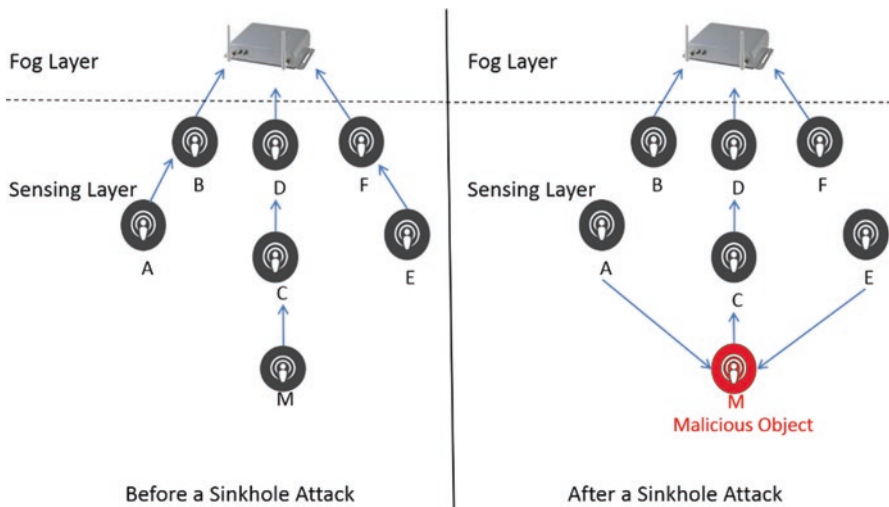 Fog Layer
B
D
F
Sensing Layer
A
C
E
M
Before a Sinkhole Attack
Fog Layer
B
D
F
Sensing Layer
A
C
E
M
Malicious Object
After a Sinkhole Attack